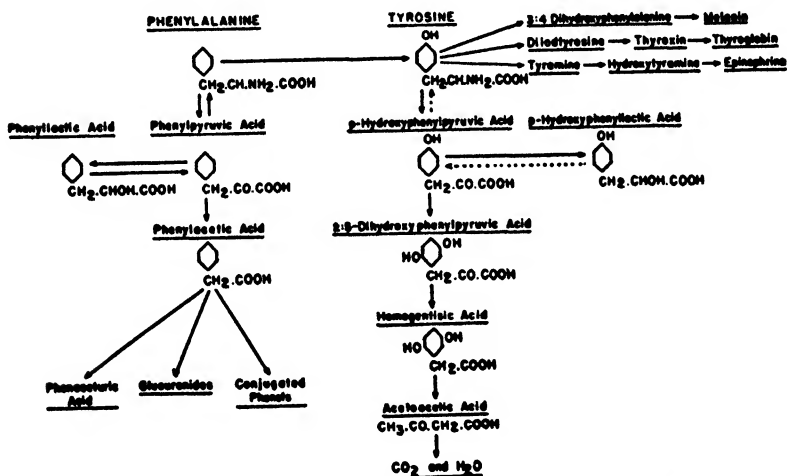 PHENYLALANINE
CH2.CH.NH2.COOH
TYROSINE
OH
CH2CH.NH2.COOH
3:4 Dihydroxyphenylalanine → Melanin
Diiodtyrosine → Thyroxin → Thyroglobin
Tyramine → Hydroxytyramine → Epinephrine
Phenyllactic Acid
CH2.CHOH.COOH
Phenylpyruvic Acid
CH2.CO.COOH
p-Hydroxyphenylpyruvic Acid
OH
CH2.CO.COOH
p-Hydroxyphenyllactic Acid
OH
CH2.CHOH.COOH
Phenylacetic Acid
CH2.COOH
2:5-Dihydroxyphenylpyruvic Acid
HO OH
CH2.CO.COOH
Homogentisic Acid
HO OH
CH2.COOH
Phenaceturic
Acid
Glucuronides
Conjugated
Phenols
Acetoacetic Acid
CH3.CO.CH2.COOH
CO2 and H2O